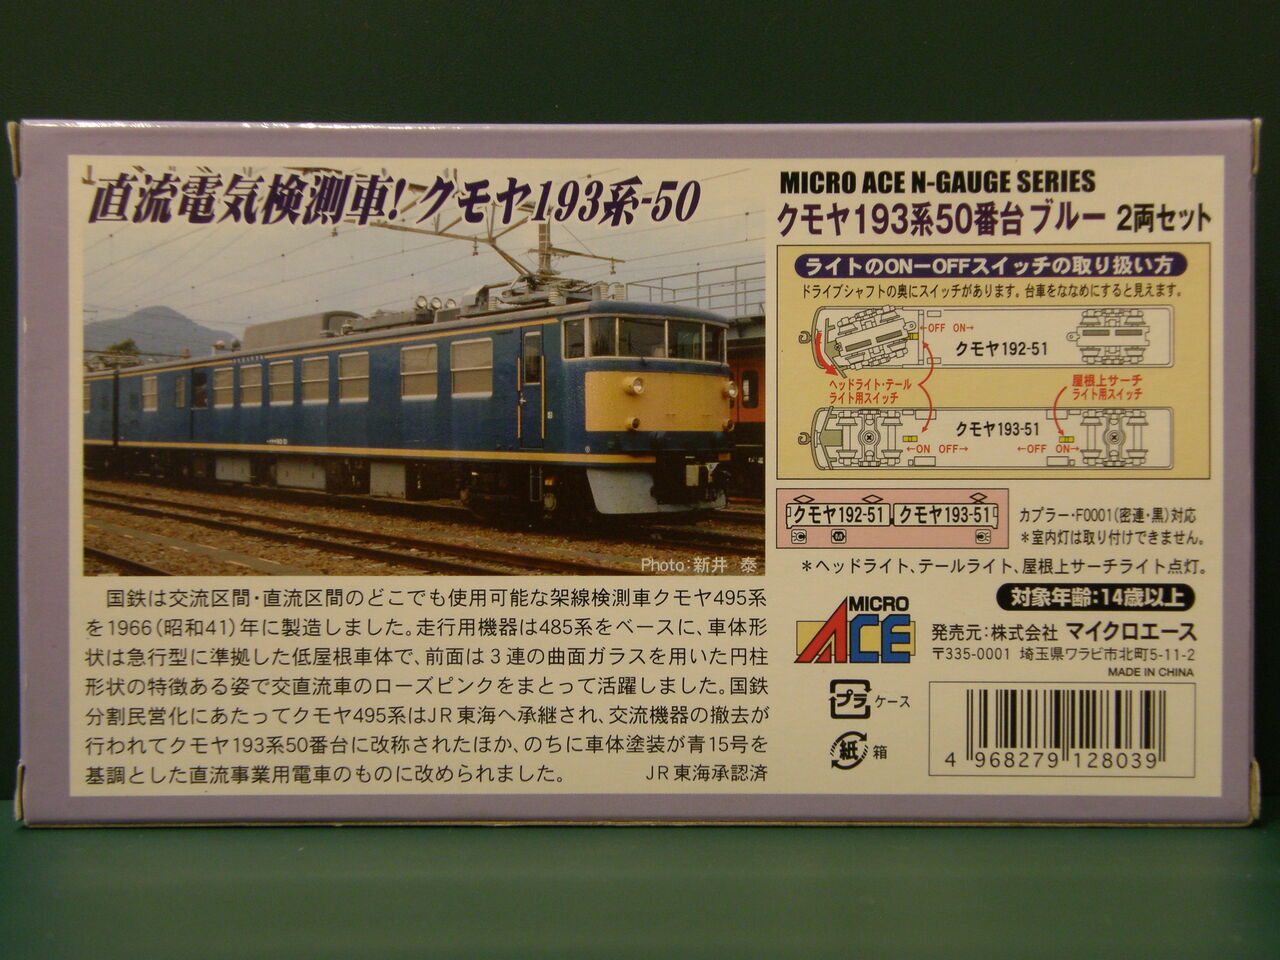 直流電気検測車！クモヤ193系-50
Photo：新井 泰
国鉄は交流区間・直流区間のどこでも使用可能な架線検測車クモヤ495系
を1966（昭和41）年に製造しました。走行用機器は485系をベースに、車体形
状は急行型に準拠した低屋根車体で、前面は3連の曲面ガラスを用いた円柱
形状の特徴ある姿で交直流車のローズピンクをまとって活躍しました。国鉄
分割民営化にあたってクモヤ495系はJR東海へ承継され、交流機器の撤去が
行われてクモヤ193系50番台に改称されたほか、のちに車体塗装が青15号を
基調とした直流事業用電車のものに改められました。 JR東海承認済
MICRO ACE N-GAUGE SERIES
クモヤ193系50番台 ブルー 2両セット
ライトのON－OFFスイッチの取り扱い方
ドライブシャフトの奥にスイッチがあります。台車をななめにすると見えます。
←OFF ON→
クモヤ192-51
ヘッドライト・テール
ライト用スイッチ
屋根上サーチ
ライト用スイッチ
クモヤ193-51
←ON OFF→
←OFF ON→
クモヤ192-51 クモヤ193-51
C M C
カプラー・F0001（密連・黒）対応
＊室内灯は取り付けできません。
＊ヘッドライト、テールライト、屋根上サーチライト点灯。
対象年齢：14歳以上
MICRO
ACE
発売元：株式会社 マイクロエース
〒335-0001 埼玉県ワラビ市北町5-11-2
MADE IN CHINA
プラ ケース
紙 箱
4 968279 128039